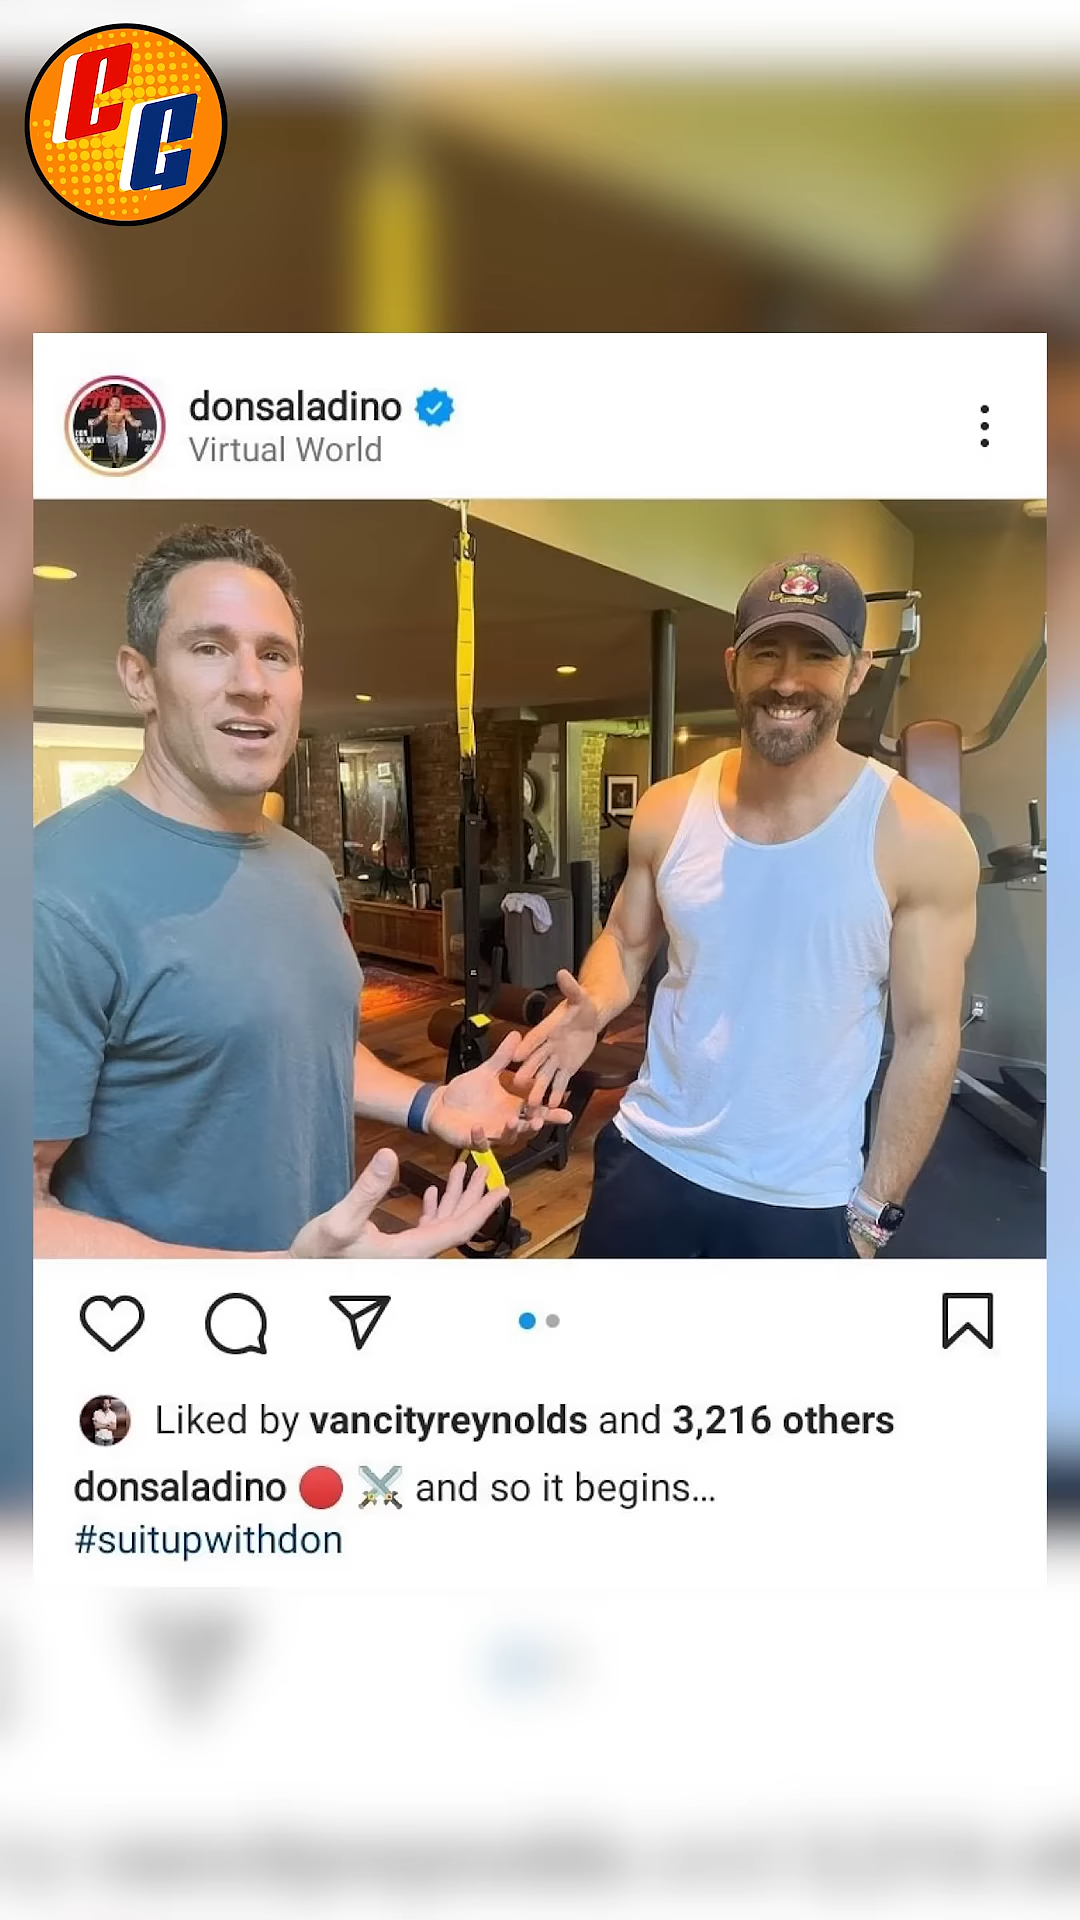 CC
donsaladino
Virtual World
Liked by vancityreynolds and 3,216 others
donsaladino 🔴 ⚔️ and so it begins...
#suitupwithdon